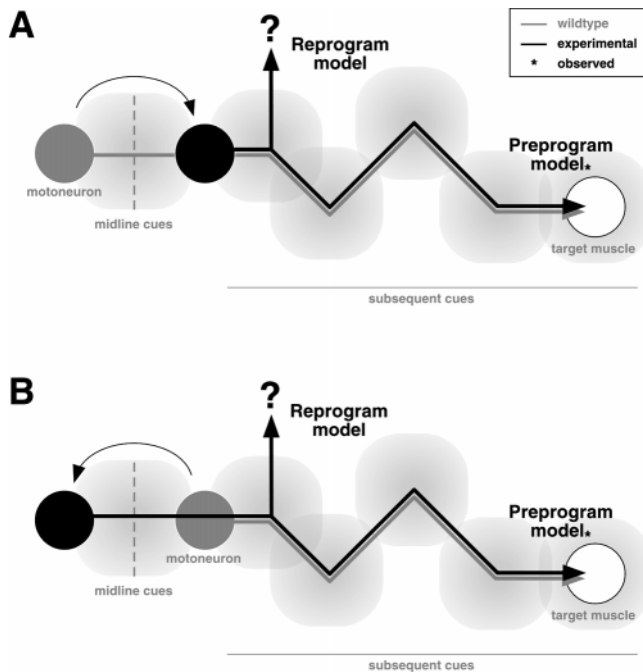 A
wildtype
experimental
* observed
?
Reprogram
model
Preprogram
model*
motoneuron
midline cues
target muscle
subsequent cues
B
?
Reprogram
model
Preprogram
model*
motoneuron
midline cues
target muscle
subsequent cues